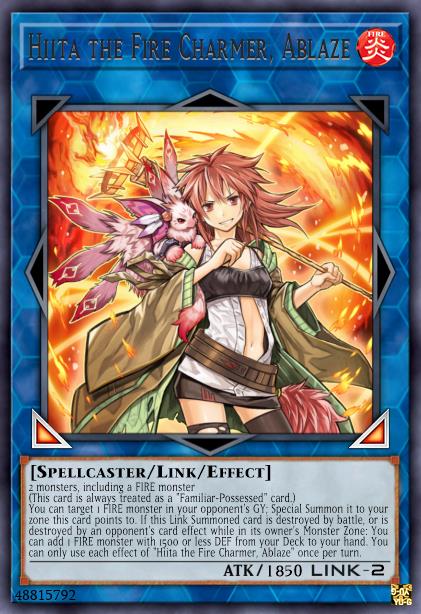 Hiita the Fire Charmer, Ablaze
FIRE
炎
[Spellcaster/Link/Effect]
2 monsters, including a FIRE monster
(This card is always treated as a "Familiar-Possessed" card.)
You can target 1 FIRE monster in your opponent's GY; Special Summon it to your
zone this card points to. If this Link Summoned card is destroyed by battle, or is
destroyed by an opponent's card effect while in its owner's Monster Zone: You
can add 1 FIRE monster with 1500 or less DEF from your Deck to your hand. You
can only use each effect of "Hiita the Fire Charmer, Ablaze" once per turn.
ATK/1850 LINK-2
48815792